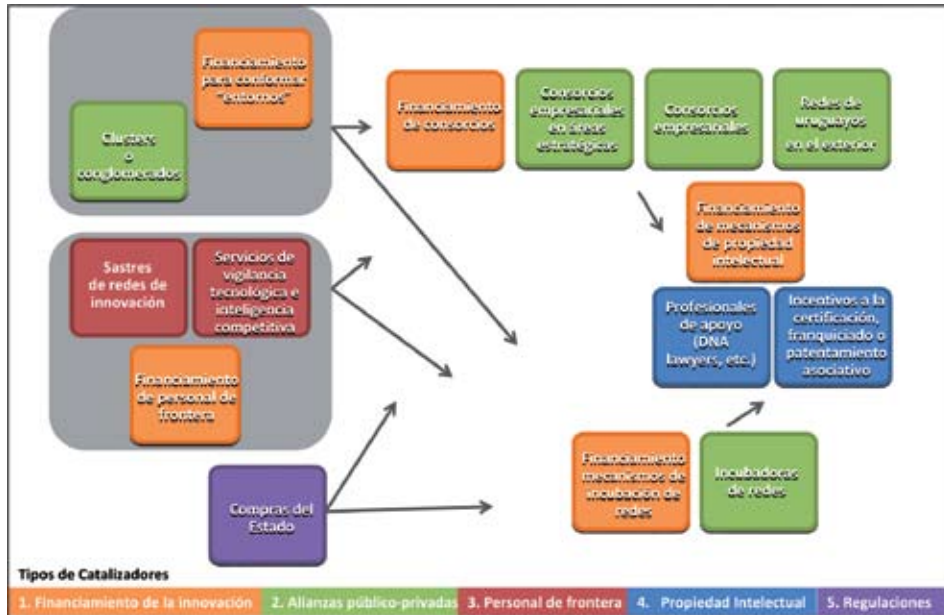 Financiamiento
para conformar
"entornos"
Clusters
o
conglomerados
Financiamiento
de consorcios
Consorcios
empresariales
en áreas
estratégicas
Consorcios
empresariales
Redes de
uruguayos
en el exterior
Financiamiento
de mecanismos
de propiedad
intelectual
Sastres
de redes de
innovación
Servicios de
vigilancia
tecnológica e
inteligencia
competitiva
Profesionales
de apoyo
(DNA
lawyers, etc.)
Incentivos a la
certificación,
franquiciado o
patentamiento
asociativo
Financiamiento
de personal de
frontera
Financiamiento
mecanismos de
incubación de
redes
Incubadoras
de redes
Compras del
Estado
Tipos de Catalizadores
1. Financiamiento de la innovación 2. Alianzas público-privadas 3. Personal de frontera 4. Propiedad Intelectual 5. Regulaciones